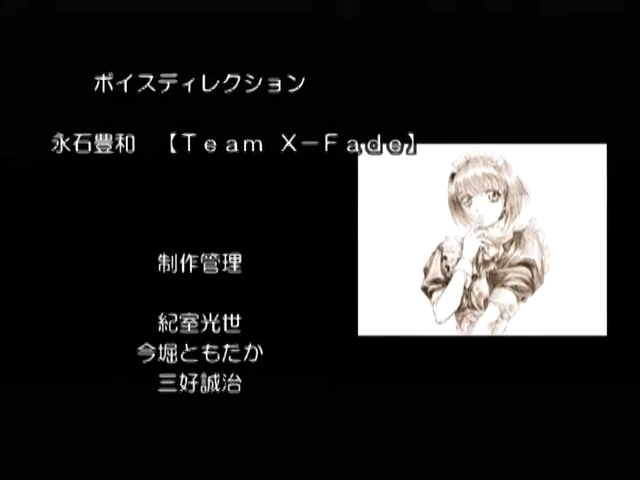 ボイスディレクション
永石豊和　【Ｔｅａｍ　Ｘ－Ｆａｄｅ】
制作管理
紀室光世
今堀ともたか
三好誠治